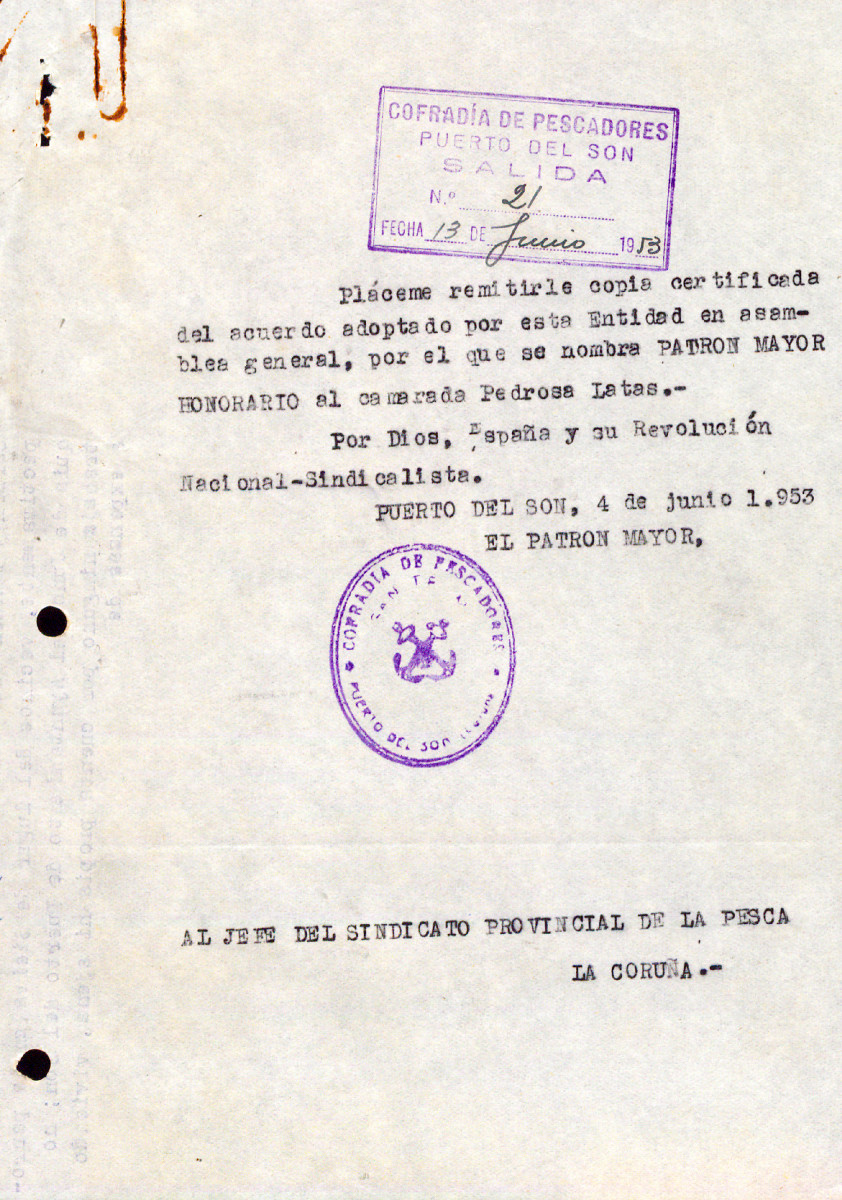 COFRADÍA DE PESCADORES
PUERTO DEL SON
SALIDA
N.º 21
FECHA 13 DE Junio 1953
Pláceme remitirle copia certificada
del acuerdo adoptado por esta Entidad en asam-
blea general, por el que se nombra PATRON MAYOR
HONORARIO al camarada Pedrosa Latas.-
Por Dios, España y su Revolución
Nacional-Sindicalista.
PUERTO DEL SON, 4 de junio 1.953
EL PATRON MAYOR,
COFRADIA DE PESCADORES
PUERTO DEL SON
AL JEFE DEL SINDICATO PROVINCIAL DE LA PESCA
LA CORUÑA.-